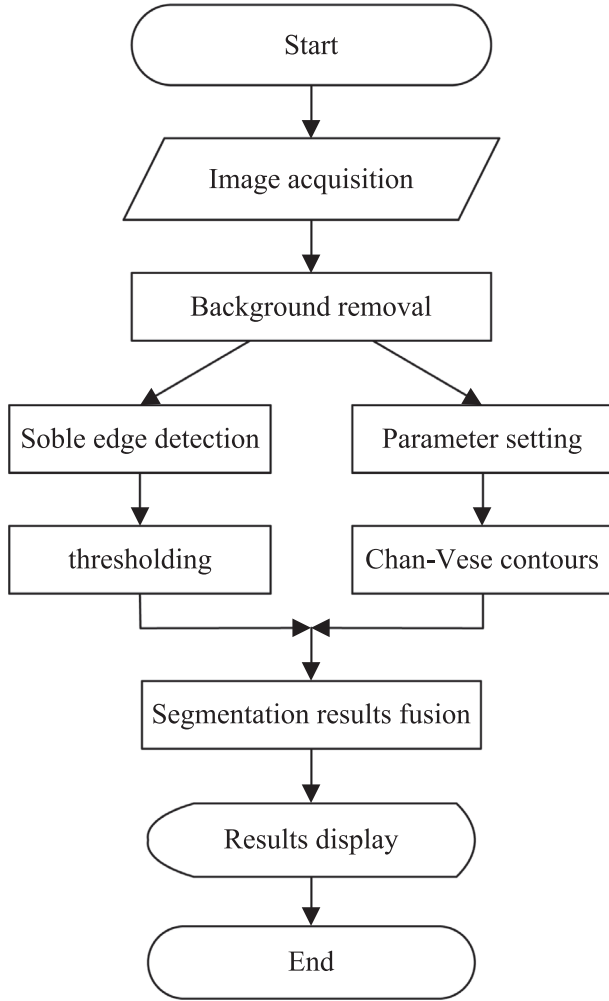 Start
Image acquisition
Background removal
Soble edge detection
Parameter setting
thresholding
Chan-Vese contours
Segmentation results fusion
Results display
End